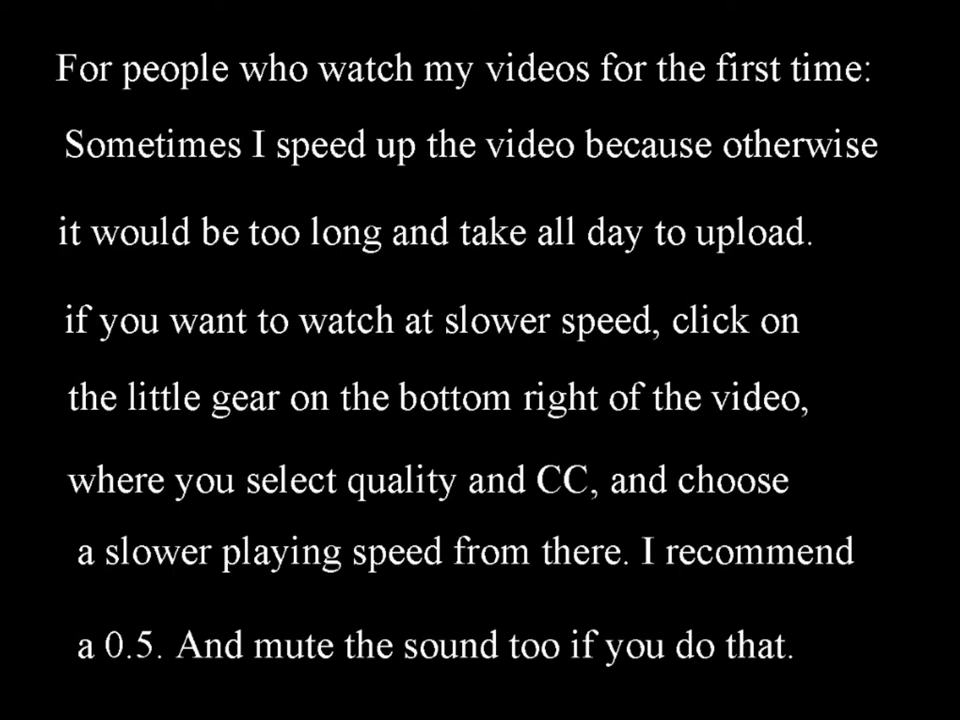 For people who watch my videos for the first time:
Sometimes I speed up the video because otherwise
it would be too long and take all day to upload.
if you want to watch at slower speed, click on
the little gear on the bottom right of the video,
where you select quality and CC, and choose
a slower playing speed from there. I recommend
a 0.5. And mute the sound too if you do that.